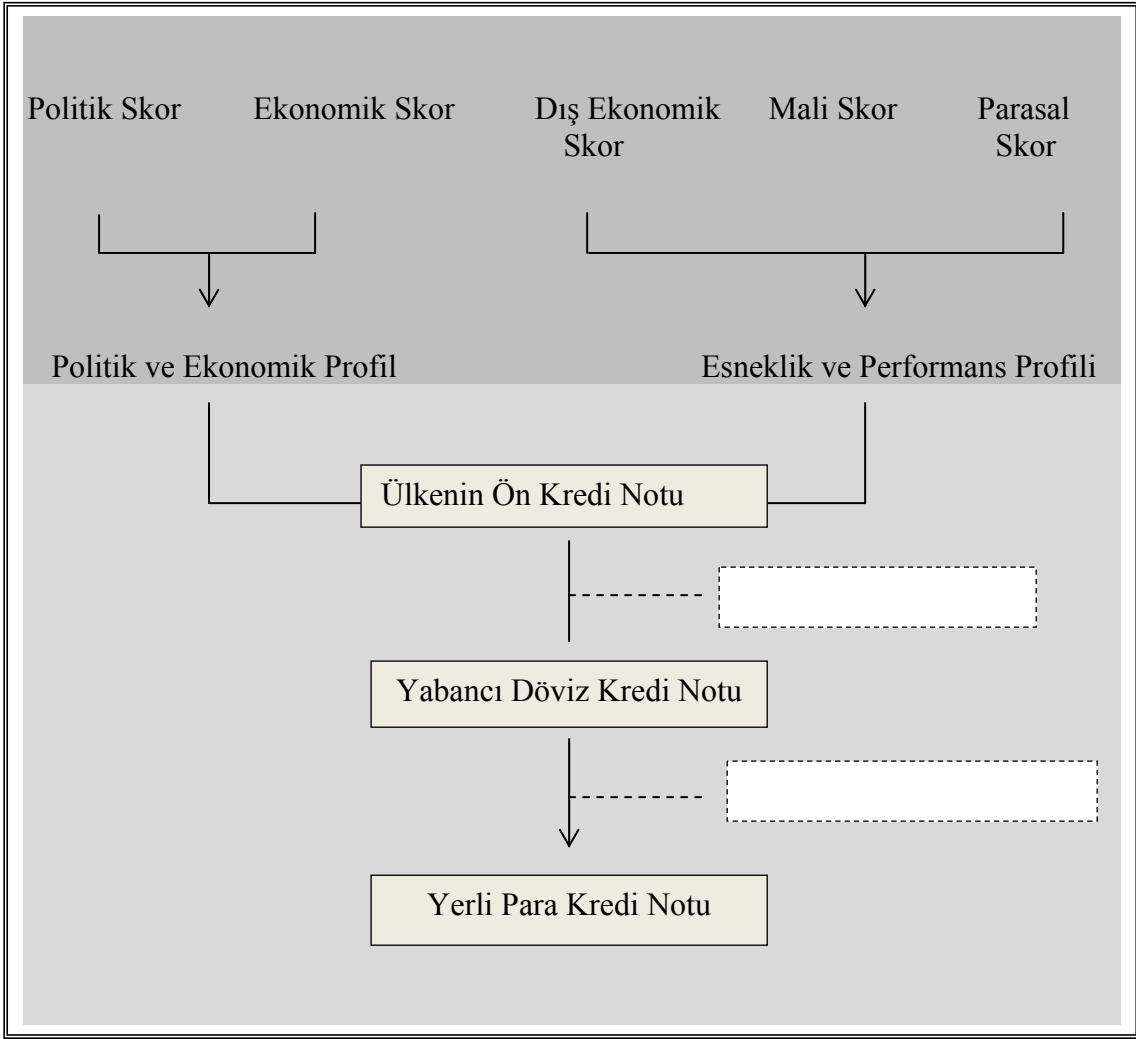 Politik Skor
Ekonomik Skor
Dış Ekonomik
Skor
Mali Skor
Parasal
Skor
Politik ve Ekonomik Profil
Esneklik ve Performans Profili
Ülkenin Ön Kredi Notu
Yabancı Döviz Kredi Notu
Yerli Para Kredi Notu